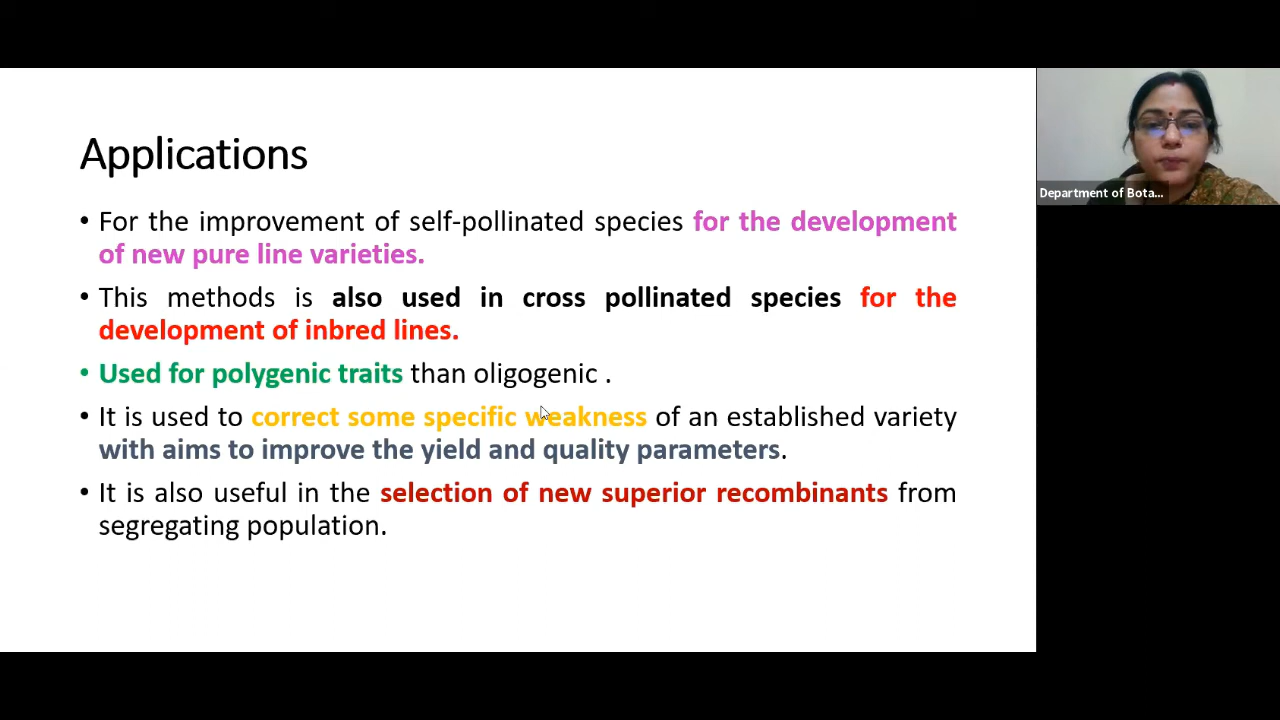 Applications
• For the improvement of self-pollinated species for the development
of new pure line varieties.
• This methods is also used in cross pollinated species for the
development of inbred lines.
• Used for polygenic traits than oligogenic .
• It is used to correct some specific weakness of an established variety
with aims to improve the yield and quality parameters.
• It is also useful in the selection of new superior recombinants from
segregating population.
Department of Bota...